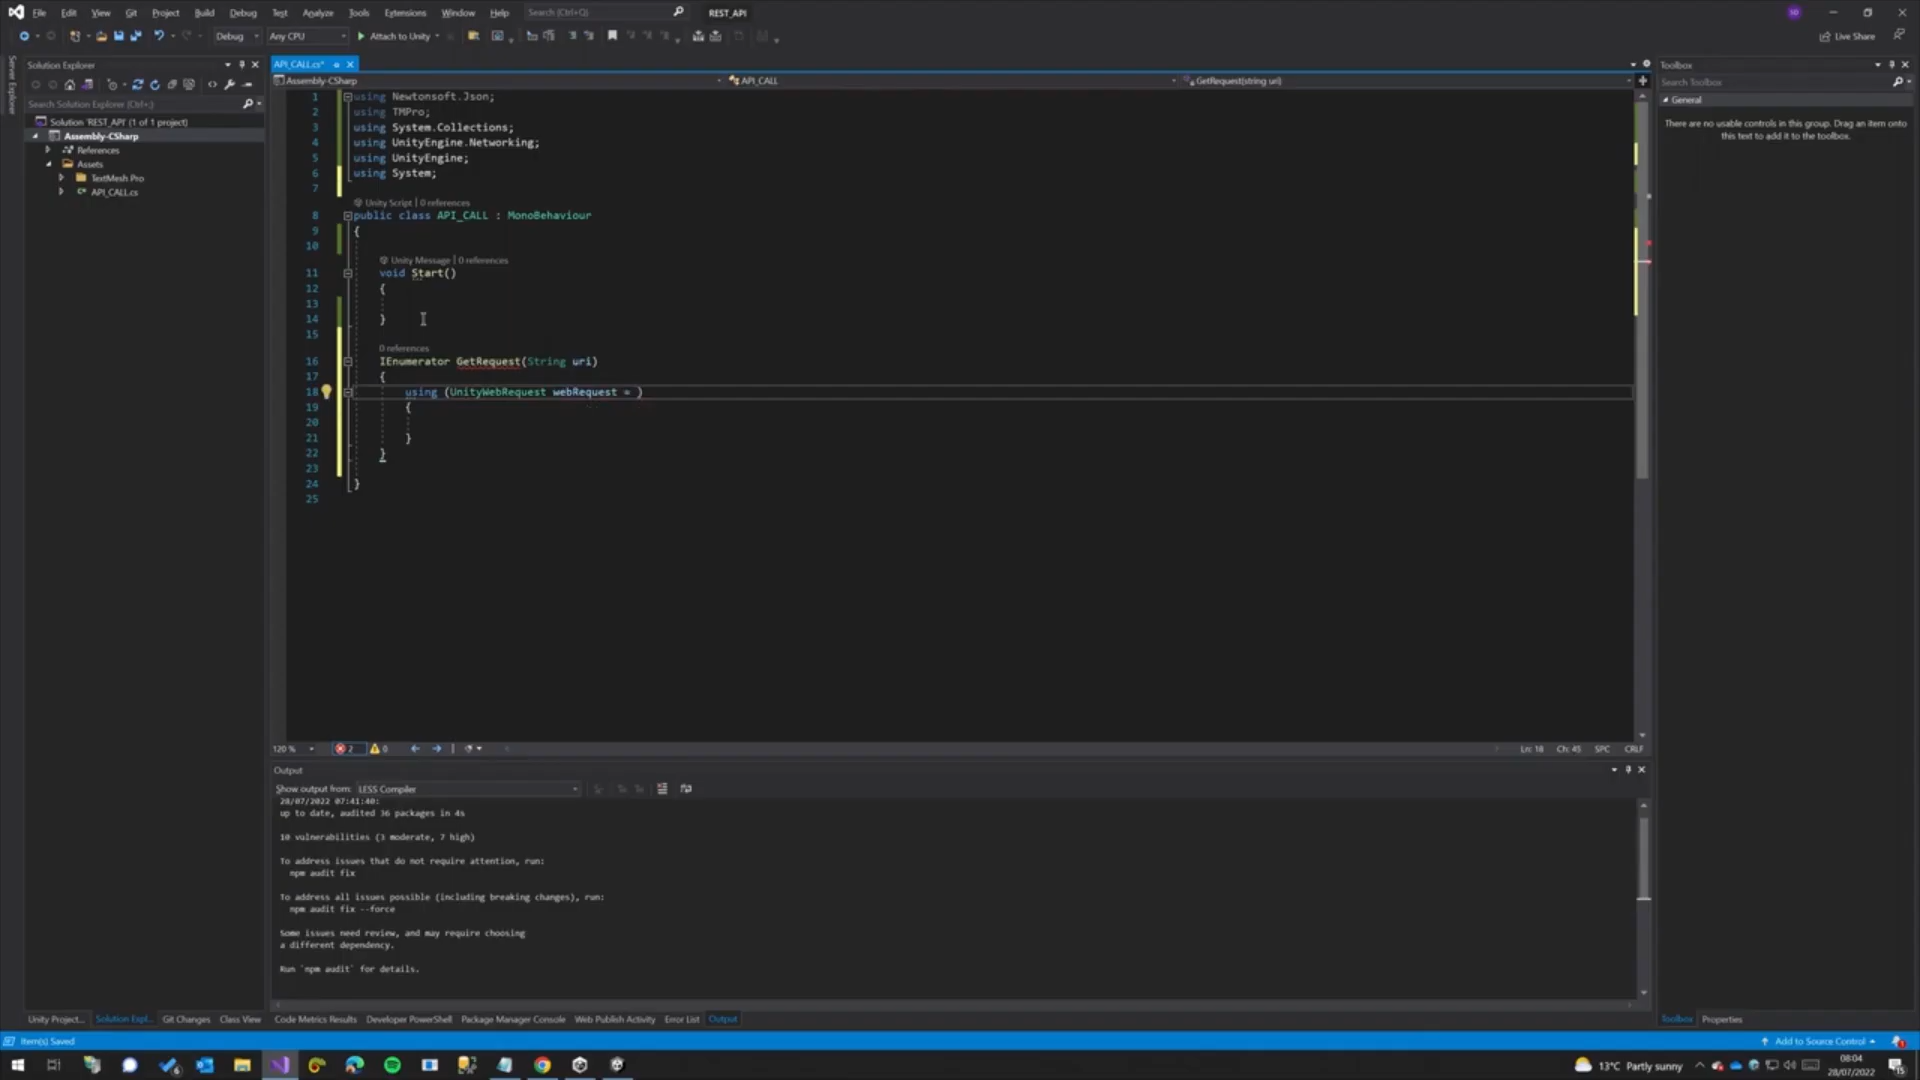 File Edit View Git Project Build Debug Test Analyze Tools Extensions Window Help Search (Ctrl+Q) REST_API SD
Debug Any CPU Attach to Unity Live Share
Server Explorer
Solution Explorer
Search Solution Explorer (Ctrl+;)
Solution 'REST_API' (1 of 1 project)
Assembly-CSharp
References
Assets
TextMesh Pro
API_CALL.cs
API_CALL.cs*
Assembly-CSharp API_CALL GetRequest(string uri)
1 using Newtonsoft.Json;
2 using TMPro;
3 using System.Collections;
4 using UnityEngine.Networking;
5 using UnityEngine;
6 using System;
7
Unity Script | 0 references
8 public class API_CALL : MonoBehaviour
9 {
10
Unity Message | 0 references
11 void Start()
12 {
13
14 }
15
0 references
16 IEnumerator GetRequest(String uri)
17 {
18 using (UnityWebRequest webRequest = )
19 {
20
21 }
22 }
23
24 }
25
120 % 2 0 Ln: 18 Ch: 45 SPC CRLF
Output
Show output from: LESS Compiler
28/07/2022 07:41:40:
up to date, audited 36 packages in 4s
10 vulnerabilities (3 moderate, 7 high)
To address issues that do not require attention, run:
npm audit fix
To address all issues possible (including breaking changes), run:
npm audit fix --force
Some issues need review, and may require choosing
a different dependency.
Run `npm audit` for details.
Toolbox
Search Toolbox
General
There are no usable controls in this group. Drag an item onto
this text to add it to the toolbox.
Unity Project... Solution Expl... Git Changes Class View Code Metrics Results Developer PowerShell Package Manager Console Web Publish Activity Error List Output Toolbox Properties
Item(s) Saved Add to Source Control
13°C Partly sunny 08:04
28/07/2022